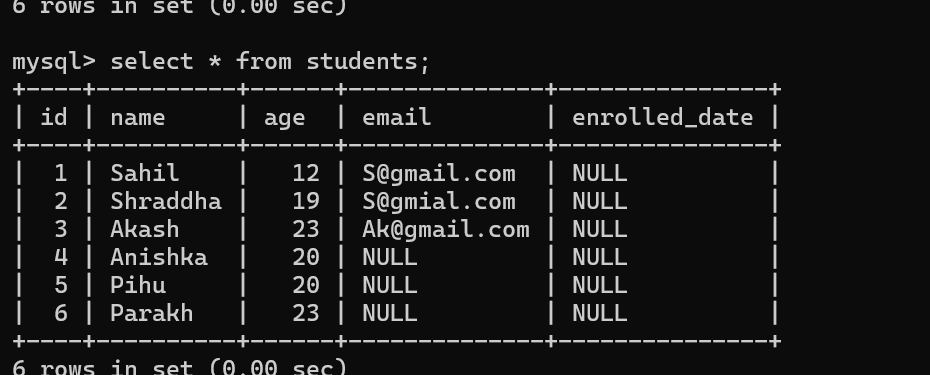 6 rows in set (0.00 sec)
mysql> select * from students;
+----+----------+------+--------------+---------------+
| id | name     | age  | email        | enrolled_date |
+----+----------+------+--------------+---------------+
|  1 | Sahil    |   12 | S@gmail.com  | NULL          |
|  2 | Shraddha |   19 | S@gmial.com  | NULL          |
|  3 | Akash    |   23 | Ak@gmail.com | NULL          |
|  4 | Anishka  |   20 | NULL         | NULL          |
|  5 | Pihu     |   20 | NULL         | NULL          |
|  6 | Parakh   |   23 | NULL         | NULL          |
+----+----------+------+--------------+---------------+
6 rows in set (0.00 sec)